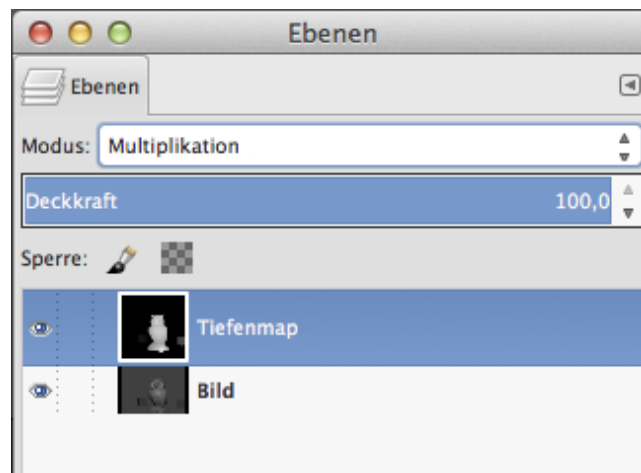 Ebenen
Ebenen
Modus: Multiplikation
Deckkraft 100,0
Sperre:
Tiefenmap
Bild